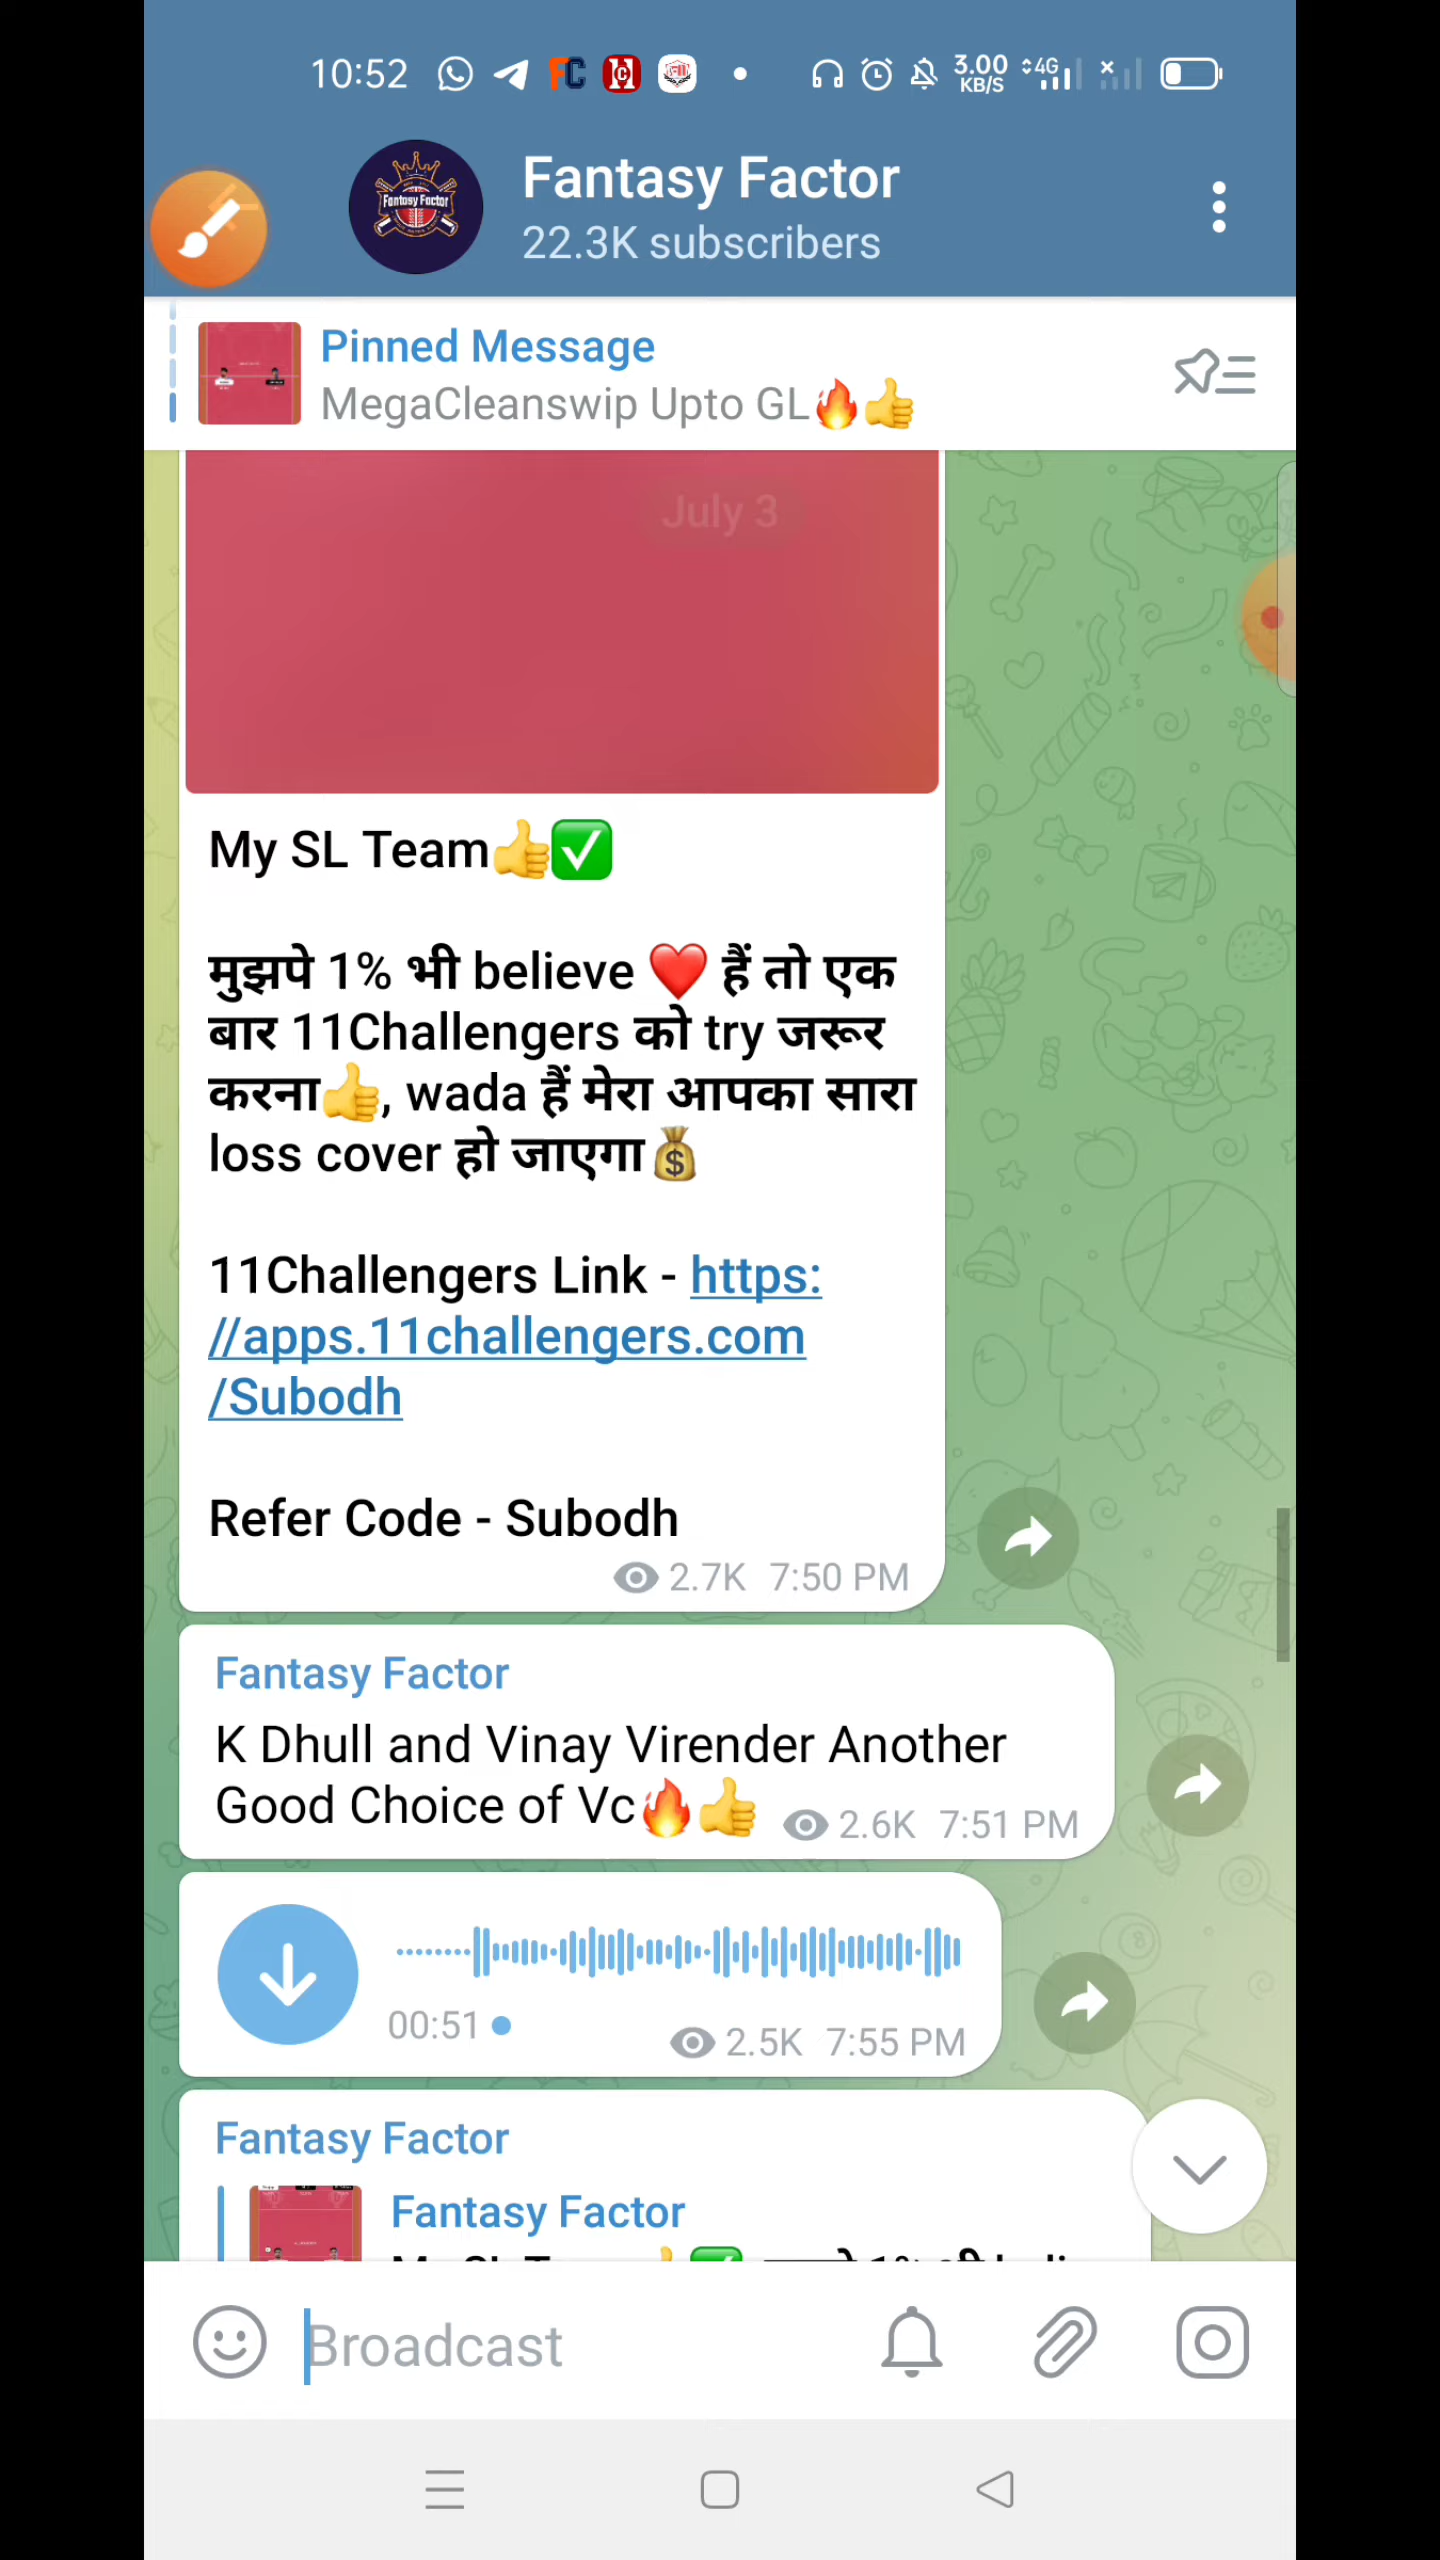 10:52
3.00
KB/S
4G
Fantasy Factor
Fantasy Factor
22.3K subscribers
Pinned Message
MegaCleanswip Upto GL🔥👍
July 3
My SL Team👍✅
मुझपे 1% भी believe ❤️ हैं तो एक
बार 11Challengers को try जरूर
करना👍, wada हैं मेरा आपका सारा
loss cover हो जाएगा💰
11Challengers Link - https:
//apps.11challengers.com
/Subodh
Refer Code - Subodh
2.7K 7:50 PM
Fantasy Factor
K Dhull and Vinay Virender Another
Good Choice of Vc🔥👍 2.6K 7:51 PM
00:51 2.5K 7:55 PM
Fantasy Factor
Fantasy Factor
Broadcast